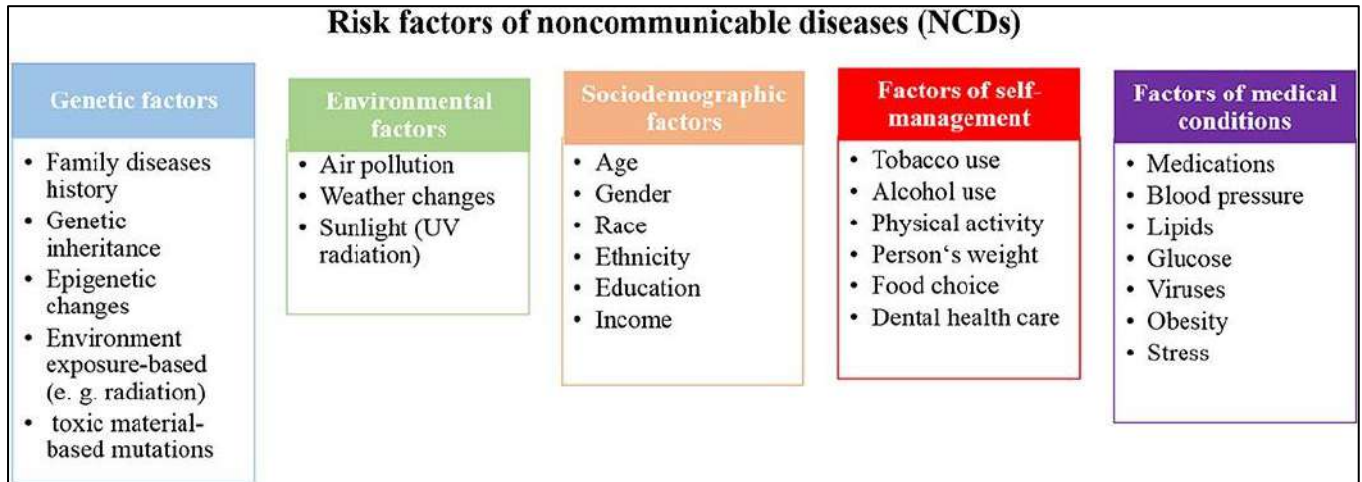 Risk factors of noncommunicable diseases (NCDs)
Genetic factors
• Family diseases
history
• Genetic
inheritance
• Epigenetic
changes
• Environment
exposure-based
(e. g. radiation)
• toxic material-
based mutations
Environmental
factors
• Air pollution
• Weather changes
• Sunlight (UV
radiation)
Sociodemographic
factors
• Age
• Gender
• Race
• Ethnicity
• Education
• Income
Factors of self-
management
• Tobacco use
• Alcohol use
• Physical activity
• Person‘s weight
• Food choice
• Dental health care
Factors of medical
conditions
• Medications
• Blood pressure
• Lipids
• Glucose
• Viruses
• Obesity
• Stress